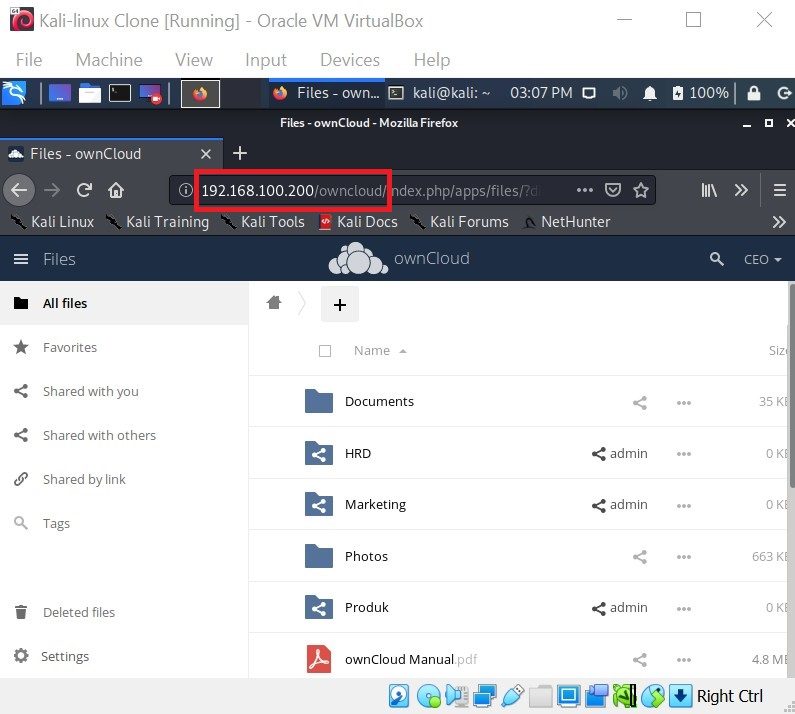 Kali-linux Clone [Running] - Oracle VM VirtualBox
File Machine View Input Devices Help
Files - own... kali@kali: ~ 03:07 PM 100%
Files - ownCloud - Mozilla Firefox
Files - ownCloud
192.168.100.200/owncloud/index.php/apps/files/?d
Kali Linux Kali Training Kali Tools Kali Docs Kali Forums NetHunter
Files ownCloud CEO
All files
Favorites
Shared with you
Shared with others
Shared by link
Tags
Deleted files
Settings
Name Size
Documents 35 KB
HRD admin 0 KB
Marketing admin 0 KB
Photos 663 KB
Produk admin 0 KB
ownCloud Manual.pdf 4.8 MB
Right Ctrl